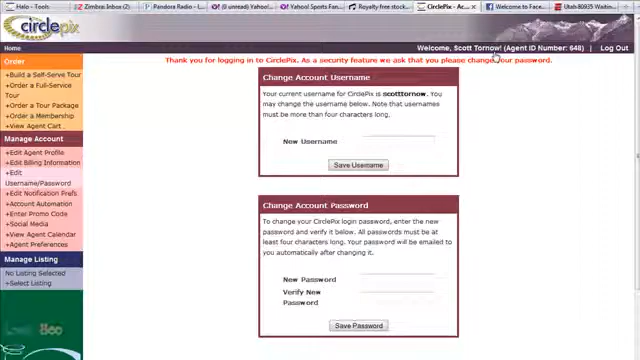 Halo - Tools
Zimbra: Inbox (2)
Pandora Radio - L...
(9 unread) Yahoo!...
Yahoo! Sports Fan...
Royalty-free stock...
CirclePix - Ac...
Welcome to Face...
Utah-80935 Waitin...
circlepix
Home
Welcome, Scott Tornow! (Agent ID Number: 648) | Log Out
Thank you for logging in to CirclePix. As a security feature we ask that you please change your password.
Order
+Build a Self-Serve Tour
+Order a Full-Service
Tour
+Order a Tour Package
+Order a Membership
+View Agent Cart
Manage Account
+Edit Agent Profile
+Edit Billing Information
+Edit
Username/Password
+Edit Notification Prefs
+Account Automation
+Enter Promo Code
+Social Media
+View Agent Calendar
+Agent Preferences
Manage Listing
No Listing Selected
+Select Listing
Change Account Username
Your current username for CirclePix is scotttornow. You
may change the username below. Note that usernames
must be more than four characters long.
New Username
Save Username
Change Account Password
To change your CirclePix login password, enter the new
password and verify it below. All passwords must be at
least four characters long. Your password will be emailed to
you automatically after changing it.
New Password
Verify New
Password
Save Password